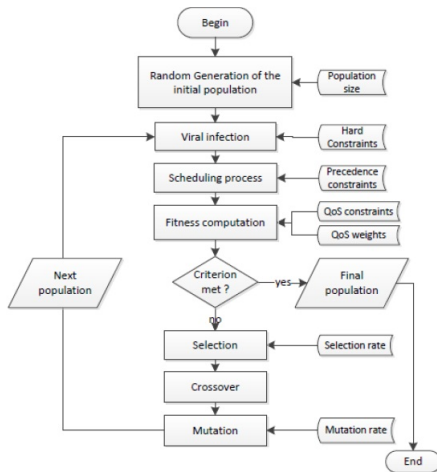 Begin
Random Generation of the
initial population
Population
size
Viral infection
Hard
Constraints
Scheduling process
Precedence
constraints
Fitness computation
QoS constraints
QoS weights
Next
population
Criterion
met ?
yes
Final
population
no
Selection
Selection rate
Crossover
Mutation
Mutation rate
End